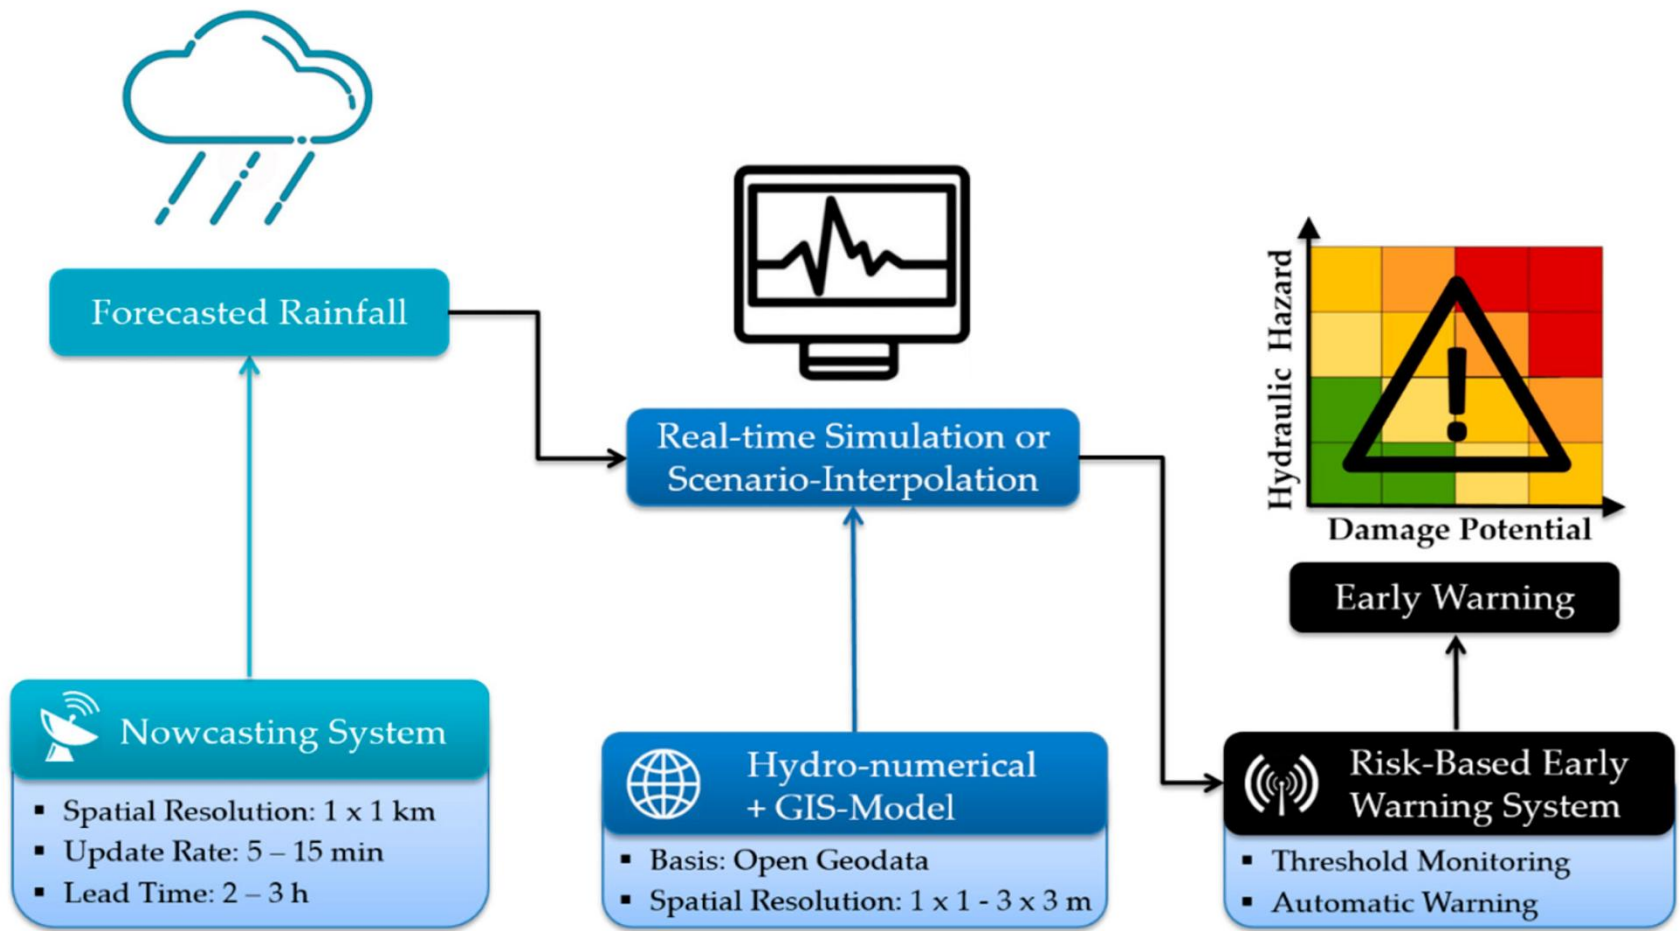 Forecasted Rainfall
Nowcasting System
▪ Spatial Resolution: 1 x 1 km
▪ Update Rate: 5 – 15 min
▪ Lead Time: 2 – 3 h
Real-time Simulation or
Scenario-Interpolation
Hydro-numerical
+ GIS-Model
▪ Basis: Open Geodata
▪ Spatial Resolution: 1 x 1 - 3 x 3 m
Hydraulic Hazard
!
Damage Potential
Early Warning
Risk-Based Early
Warning System
▪ Threshold Monitoring
▪ Automatic Warning